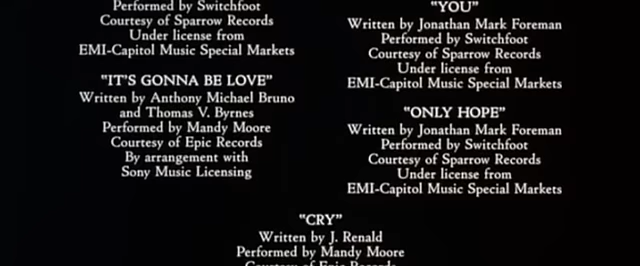 Performed by Switchfoot
Courtesy of Sparrow Records
Under license from
EMI-Capitol Music Special Markets
"IT'S GONNA BE LOVE"
Written by Anthony Michael Bruno
and Thomas V. Byrnes
Performed by Mandy Moore
Courtesy of Epic Records
By arrangement with
Sony Music Licensing
"YOU"
Written by Jonathan Mark Foreman
Performed by Switchfoot
Courtesy of Sparrow Records
Under license from
EMI-Capitol Music Special Markets
"ONLY HOPE"
Written by Jonathan Mark Foreman
Performed by Switchfoot
Courtesy of Sparrow Records
Under license from
EMI-Capitol Music Special Markets
"CRY"
Written by J. Renald
Performed by Mandy Moore
Courtesy of Epic Records